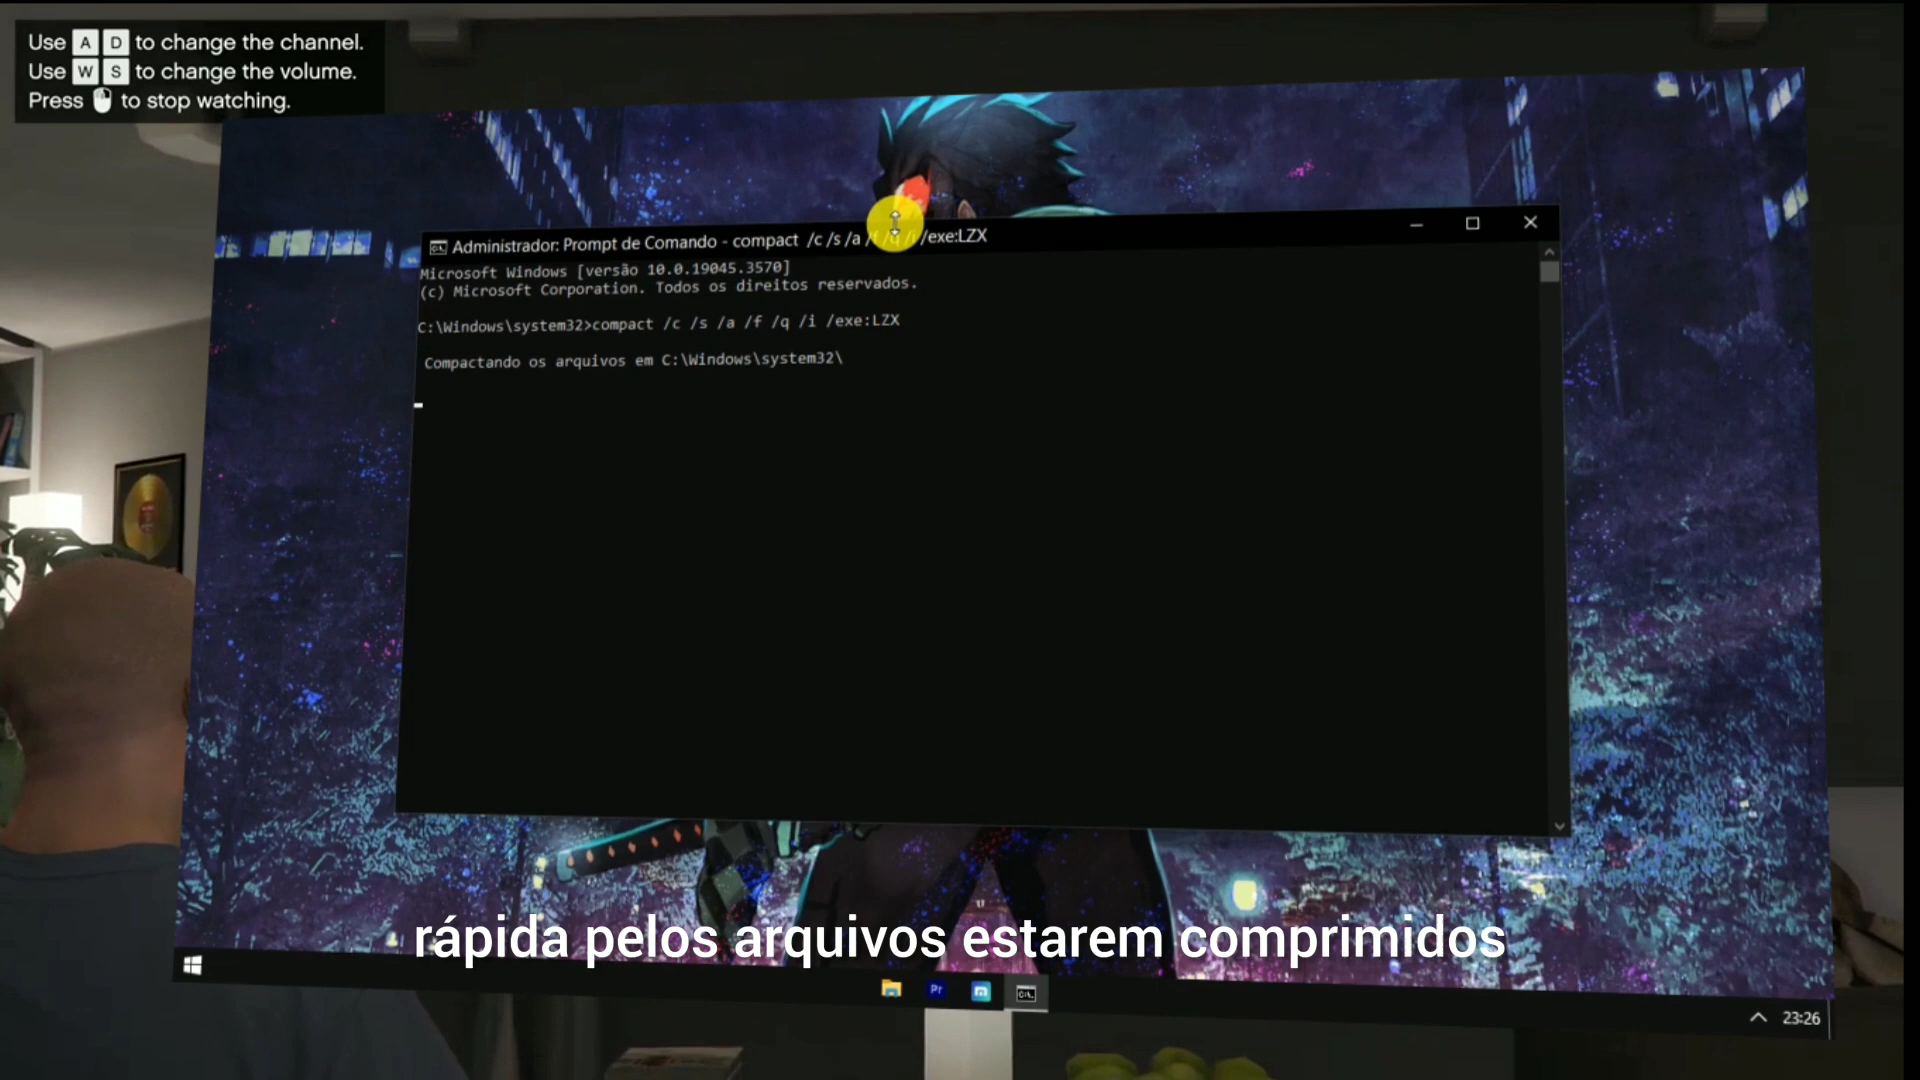 Use A D to change the channel.
Use W S to change the volume.
Press to stop watching.
Administrador: Prompt de Comando - compact /c /s /a /f /q /i /exe:LZX
Microsoft Windows [versão 10.0.19045.3570]
(c) Microsoft Corporation. Todos os direitos reservados.
C:\Windows\system32>compact /c /s /a /f /q /i /exe:LZX
Compactando os arquivos em C:\Windows\system32\
rápida pelos arquivos estarem comprimidos
Pr
C:\.
23:26